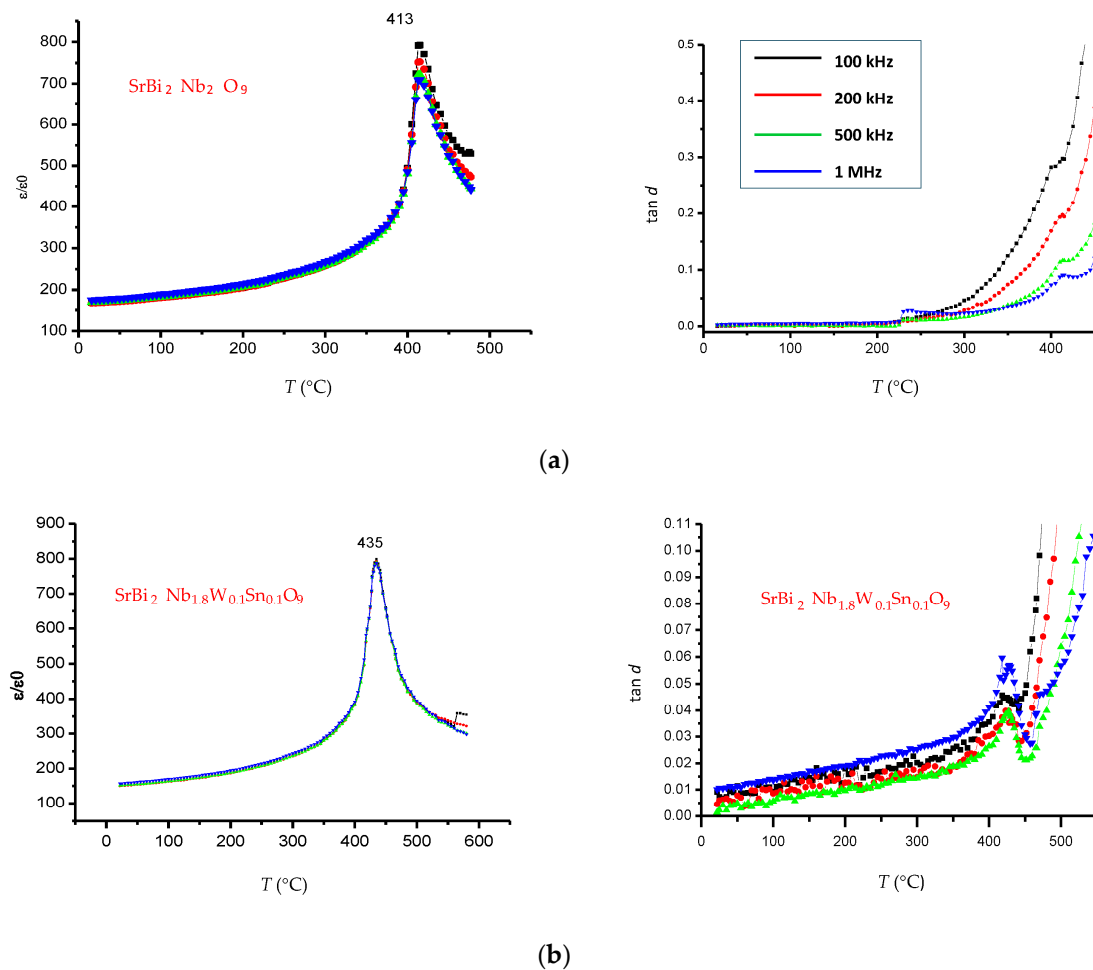 413
800
700
600
500
400
300
200
100
ε/ε0
SrBi₂ Nb₂ O₉
0 100 200 300 400 500
T (°C)
0.5
0.4
0.3
0.2
0.1
0.0
tan d
100 kHz
200 kHz
500 kHz
1 MHz
0 100 200 300 400
T (°C)
(a)
900
800
700
600
500
400
300
200
100
ε/ε0
435
SrBi₂ Nb₁.₈W₀.₁Sn₀.₁O₉
0 100 200 300 400 500 600
T (°C)
0.11
0.10
0.09
0.08
0.07
0.06
0.05
0.04
0.03
0.02
0.01
0.00
tan d
SrBi₂ Nb₁.₈W₀.₁Sn₀.₁O₉
0 100 200 300 400 500
T (°C)
(b)